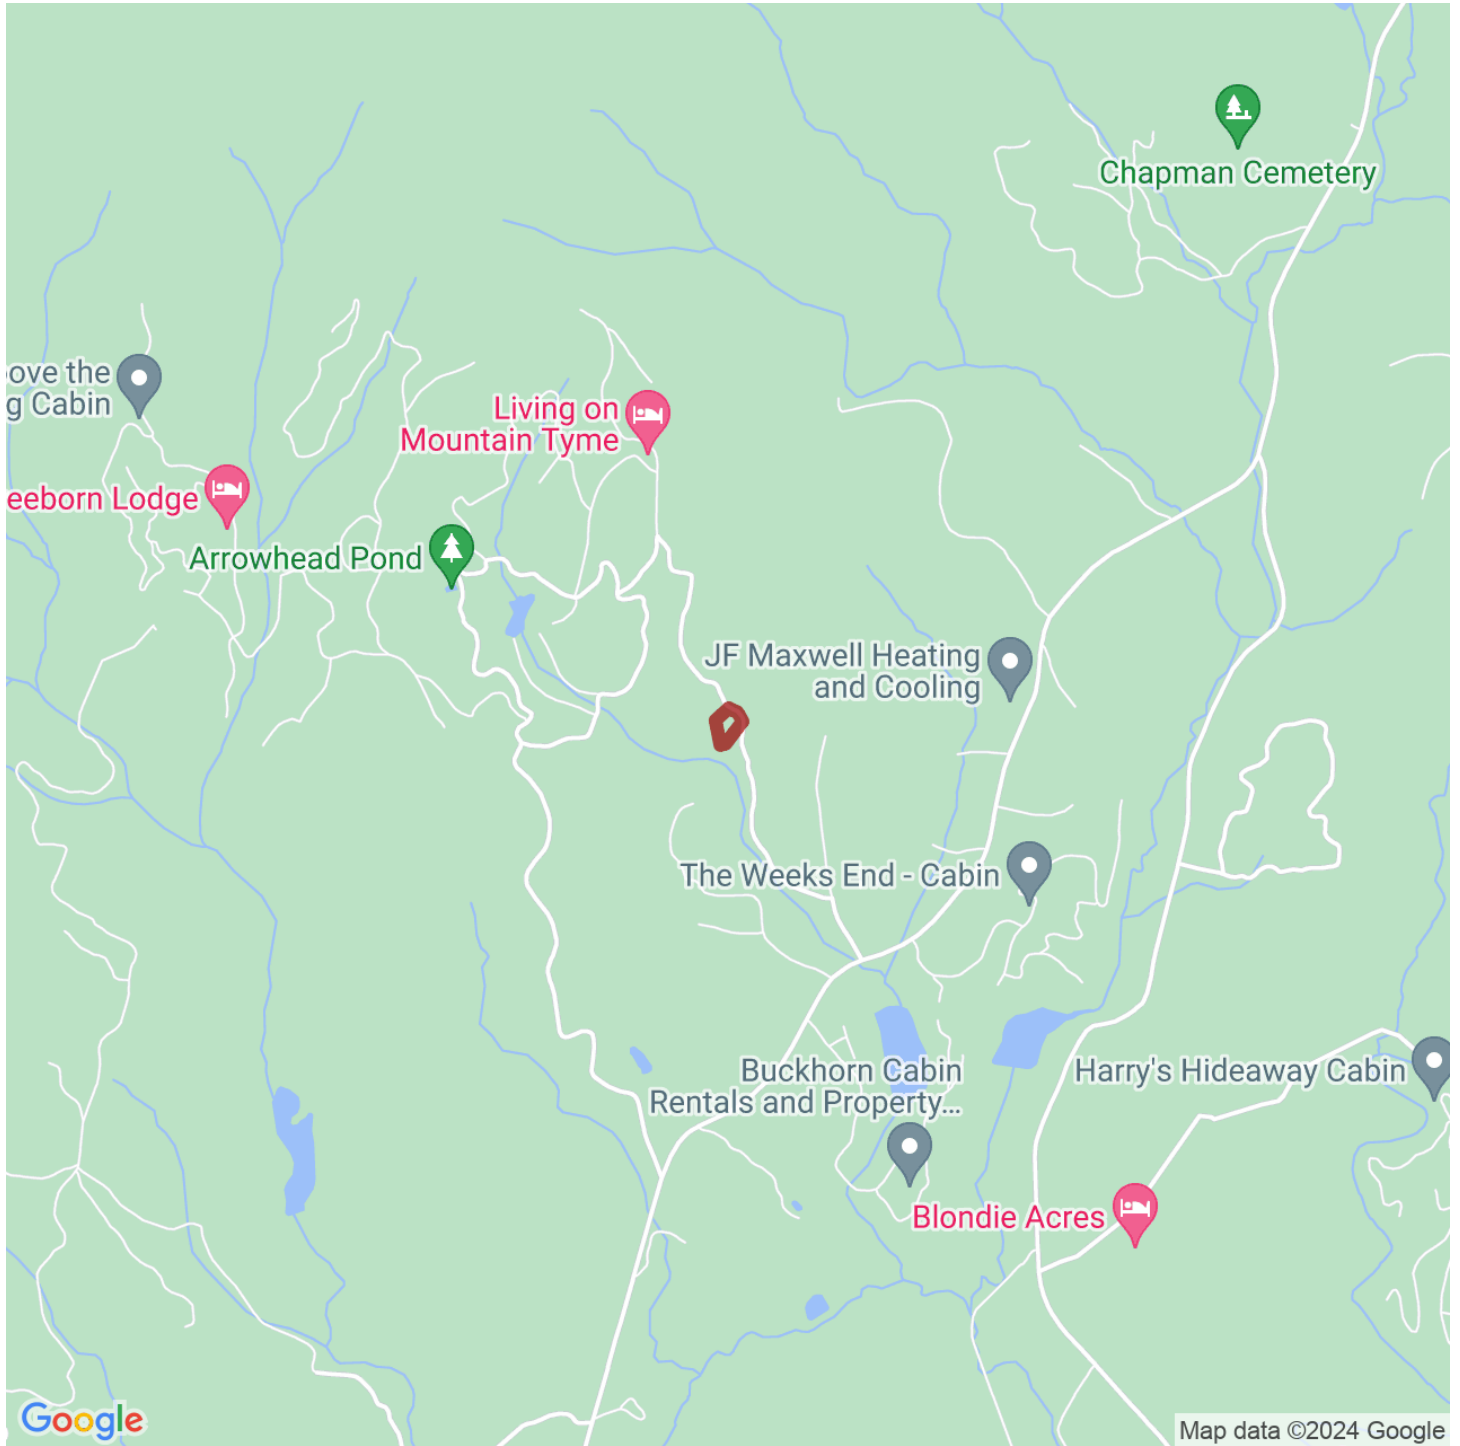 Chapman Cemetery
ove the
g Cabin
Living on
Mountain Tyme
eeborn Lodge
Arrowhead Pond
JF Maxwell Heating
and Cooling
The Weeks End - Cabin
Buckhorn Cabin
Rentals and Property...
Harry's Hideaway Cabin
Blondie Acres
Google
Map data ©2024 Google